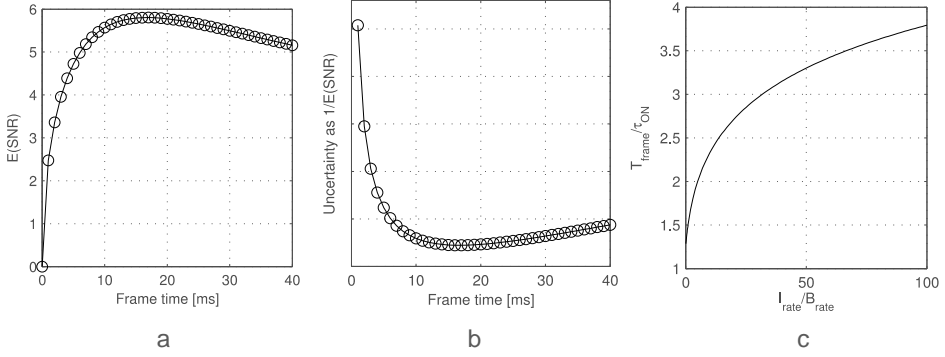 6
5
4
3
2
1
0
0 10 20 30 40
E(SNR)
Frame time [ms]
a
Uncertainty as 1/E(SNR)
0 10 20 30 40
Frame time [ms]
b
4
3.5
3
2.5
2
1.5
1
0 50 100
T_frame/τ_ON
I_rate/B_rate
c